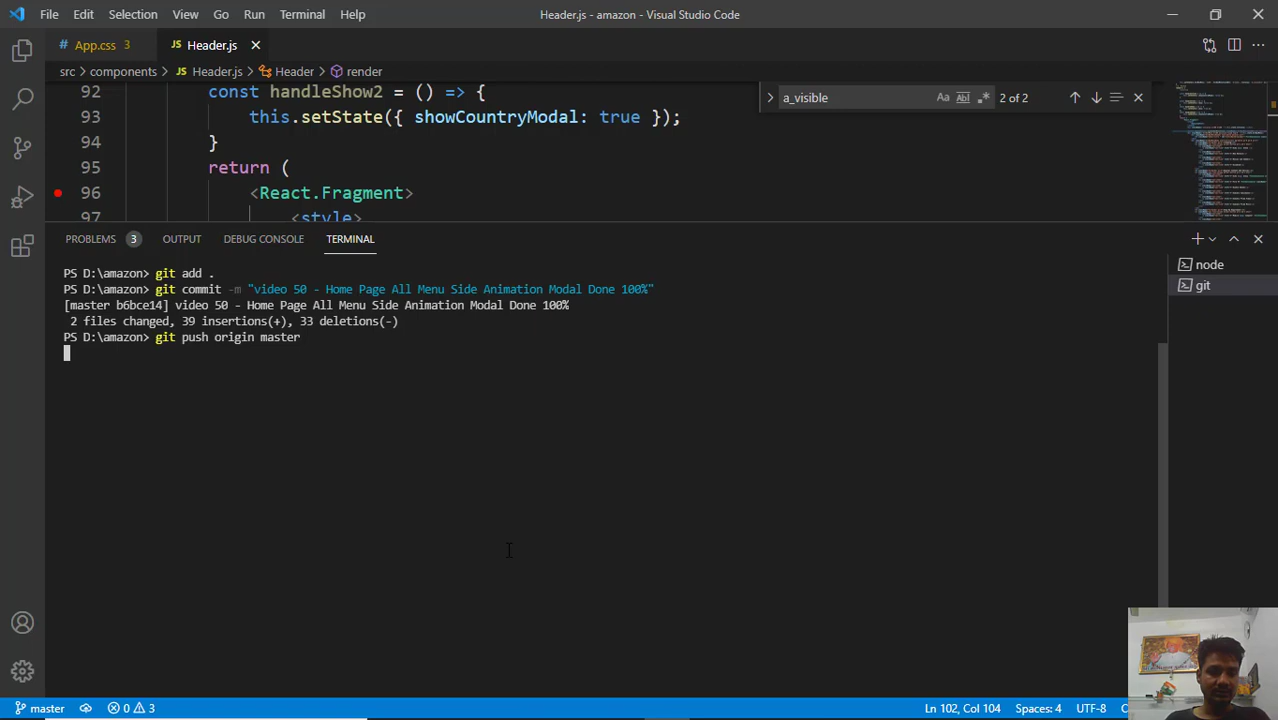 File Edit Selection View Go Run Terminal Help Header.js - amazon - Visual Studio Code
# App.css 3 JS Header.js
src > components > JS Header.js > Header > render
92 const handleShow2 = () => {
a_visible Aa Ab .* 2 of 2
93 this.setState({ showCountryModal: true });
94 }
95 return (
96 <React.Fragment>
97 <style>
PROBLEMS 3 OUTPUT DEBUG CONSOLE TERMINAL
PS D:\amazon> git add .
node
PS D:\amazon> git commit -m "video 50 - Home Page All Menu Side Animation Modal Done 100%"
git
[master b6bce14] video 50 - Home Page All Menu Side Animation Modal Done 100%
2 files changed, 39 insertions(+), 33 deletions(-)
PS D:\amazon> git push origin master
master 0 3 Ln 102, Col 104 Spaces: 4 UTF-8